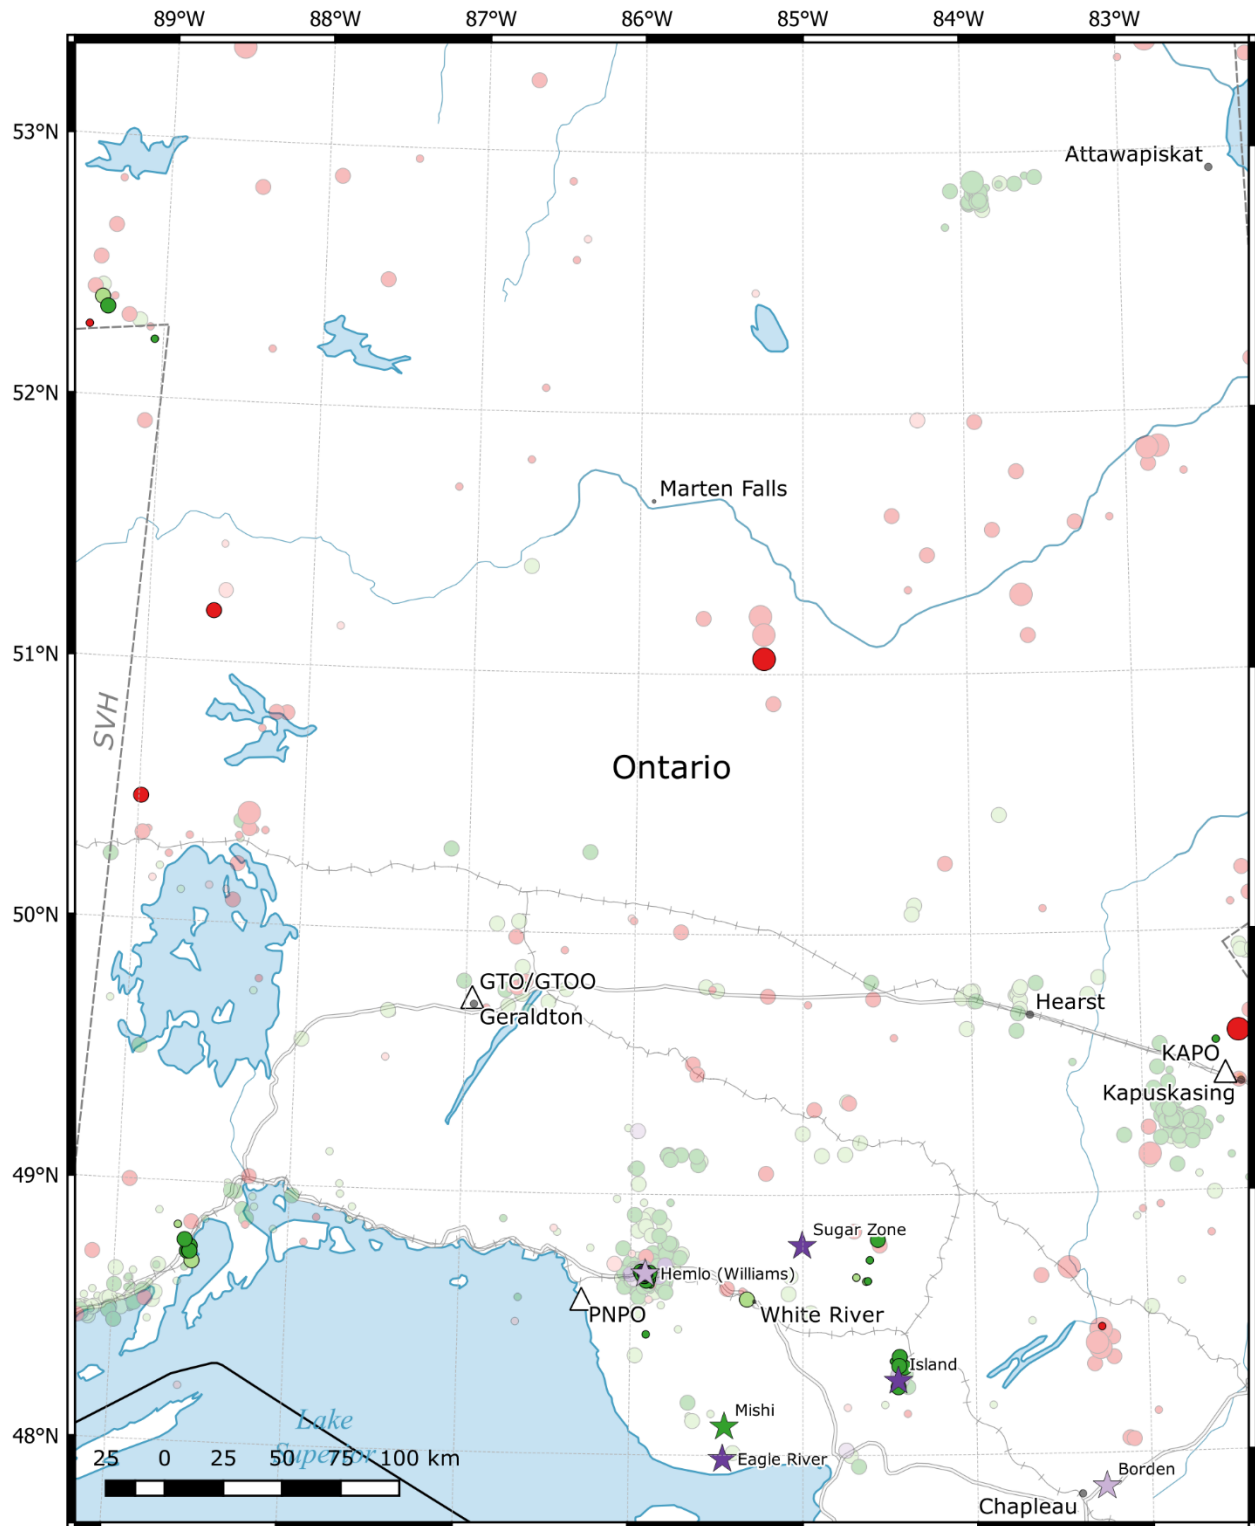 89°W 88°W 87°W 86°W 85°W 84°W 83°W
53°N
Attawapiskat
52°N
Marten Falls
51°N
SVH
Ontario
50°N
GTO/GTOO
Geraldton
Hearst
KAPO
Kapuskasing
49°N
Sugar Zone
Hemlo (Williams)
PNPO
White River
Island
Mishi
48°N
Lake
Superior
25 0 25 50 75 100 km
Eagle River
Borden
Chapleau